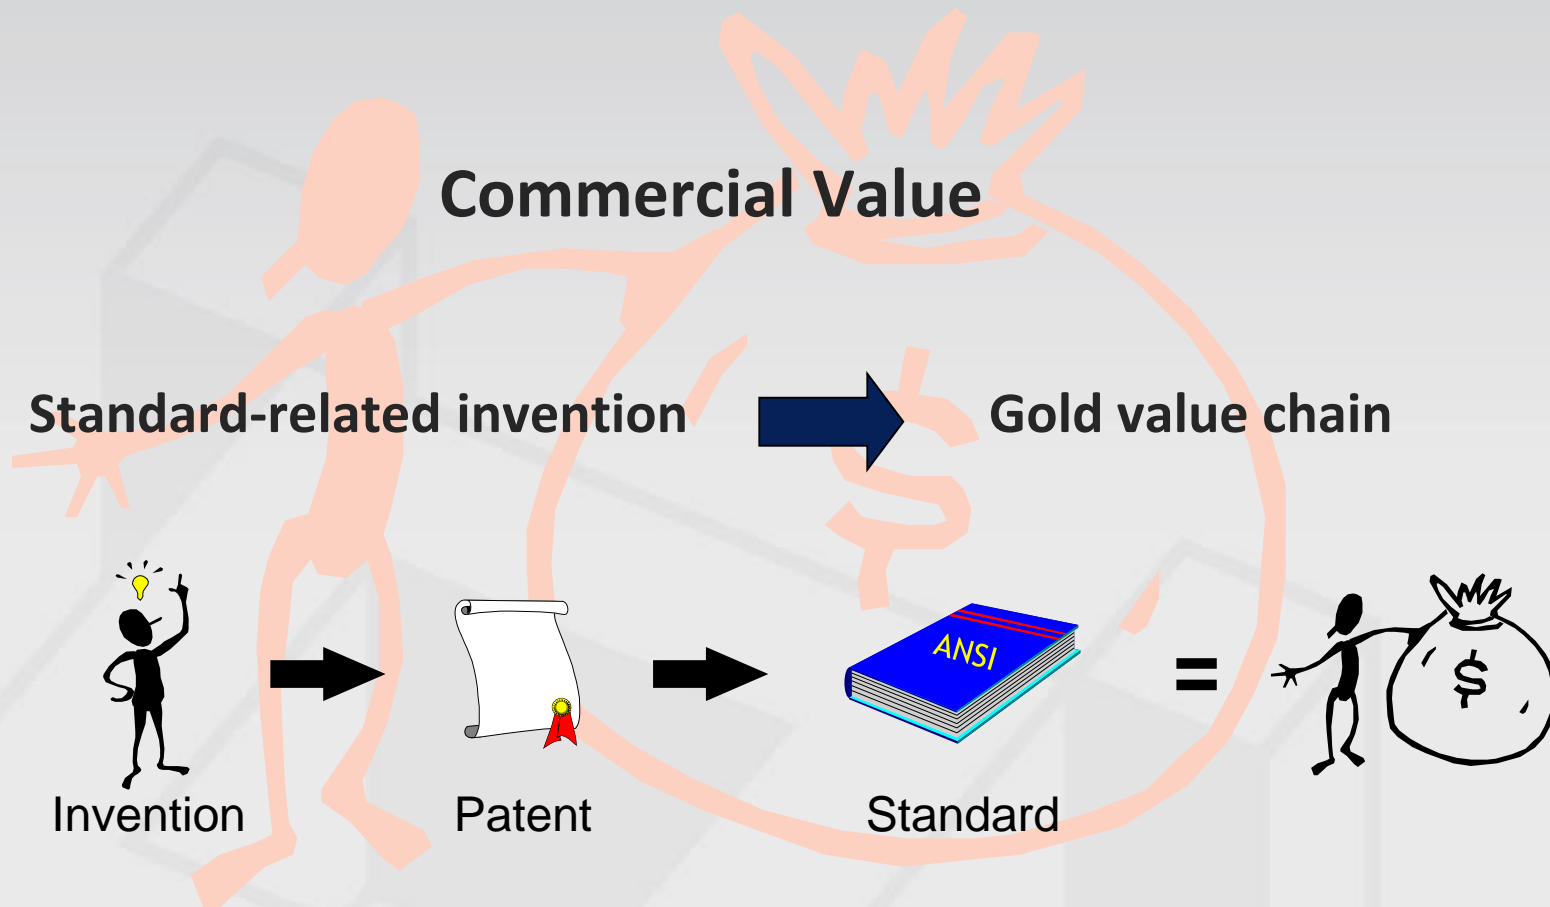 Commercial Value
Standard-related invention
Gold value chain
ANSI
=
$
$
Invention
Patent
Standard